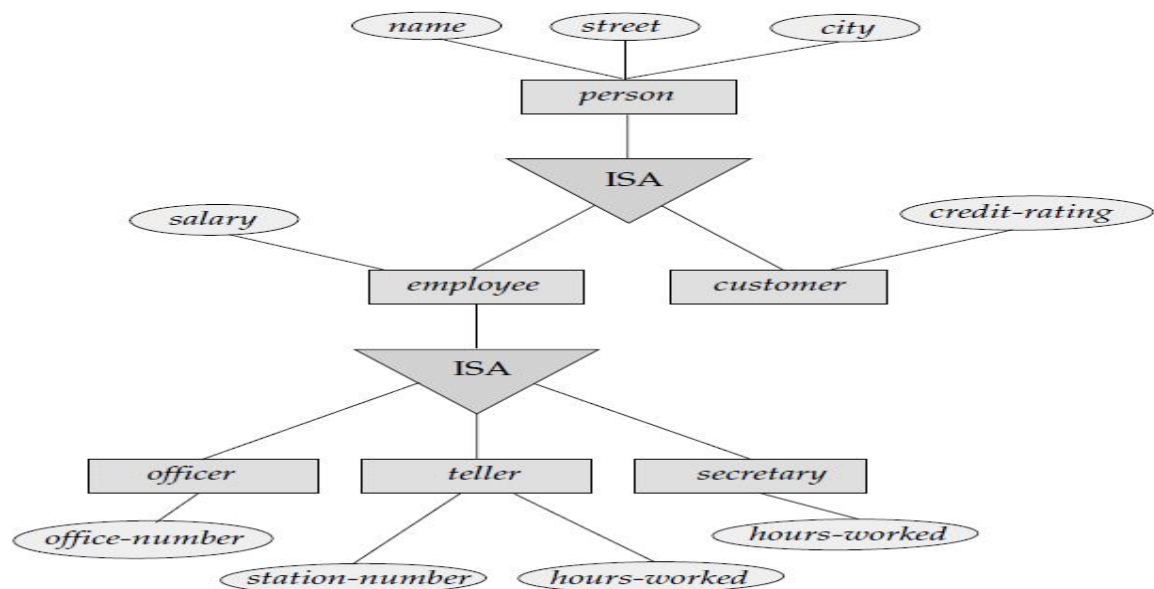 name
street
city
person
ISA
salary
credit-rating
employee
customer
ISA
officer
teller
secretary
office-number
hours-worked
station-number
hours-worked